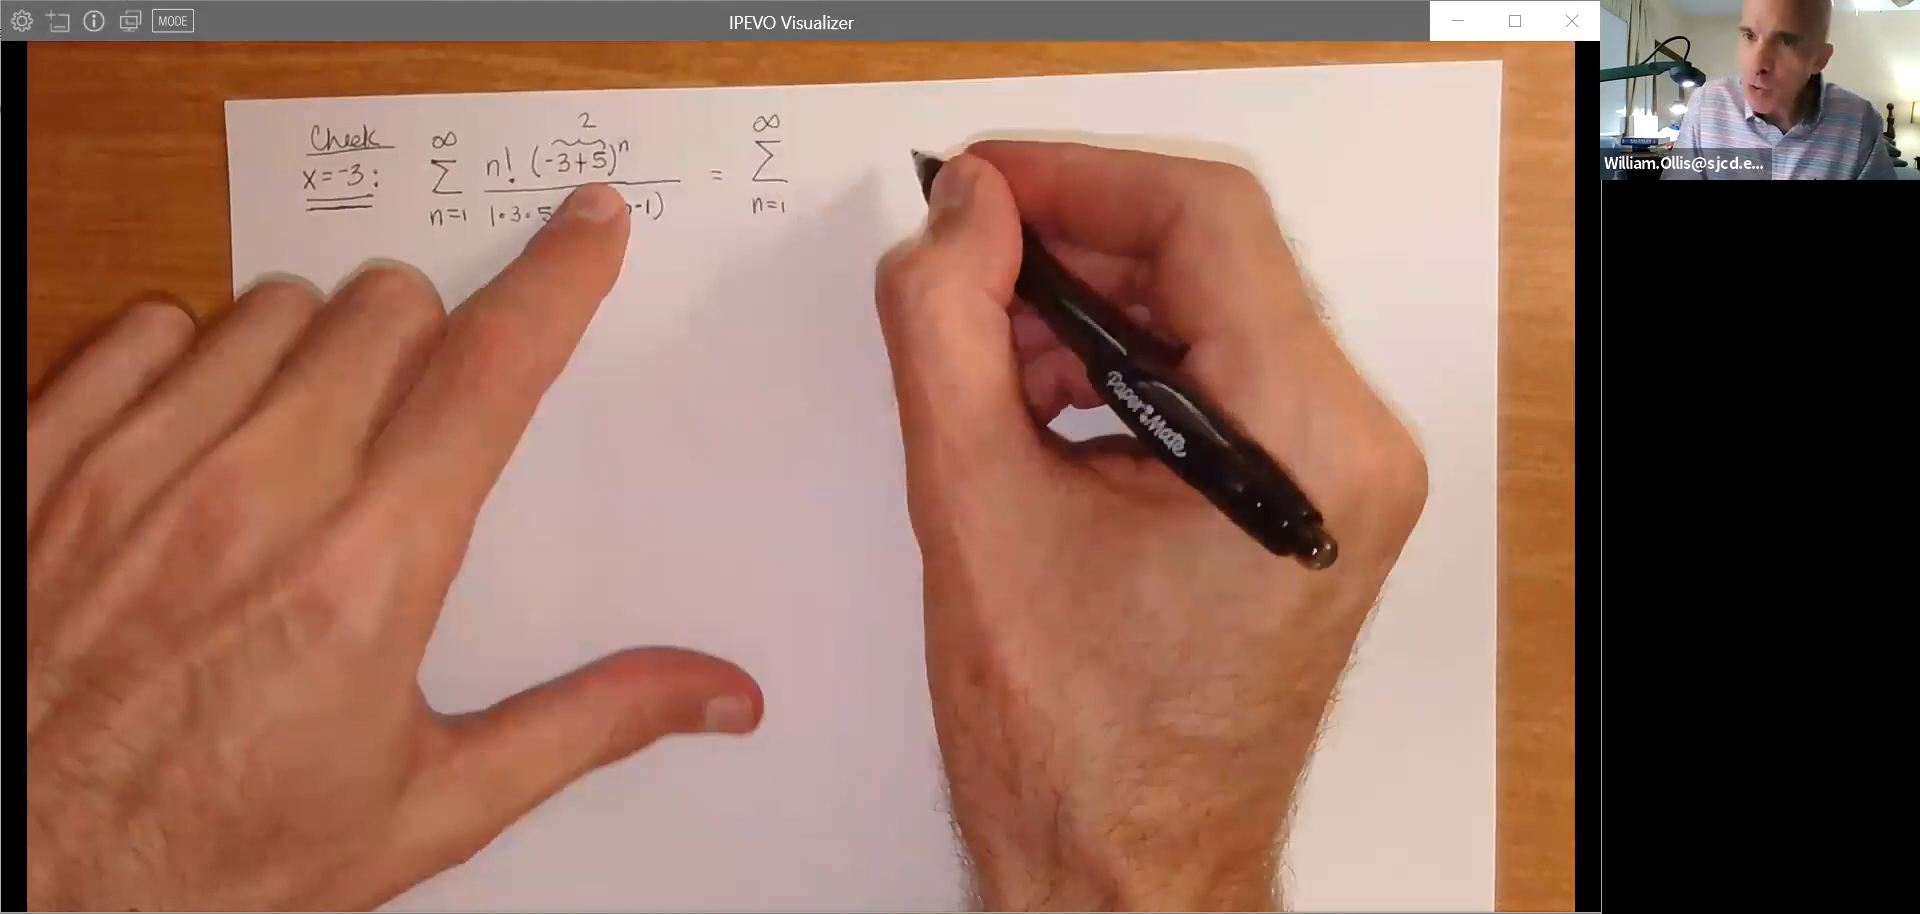 MODE
IPEVO Visualizer
William.Ollis@sjcd.e...
Check
x=-3:
∞ 2 ∞
∑ n! (-3+5)ⁿ = ∑
n=1 1·3·5 -1) n=1
Paper:Mate